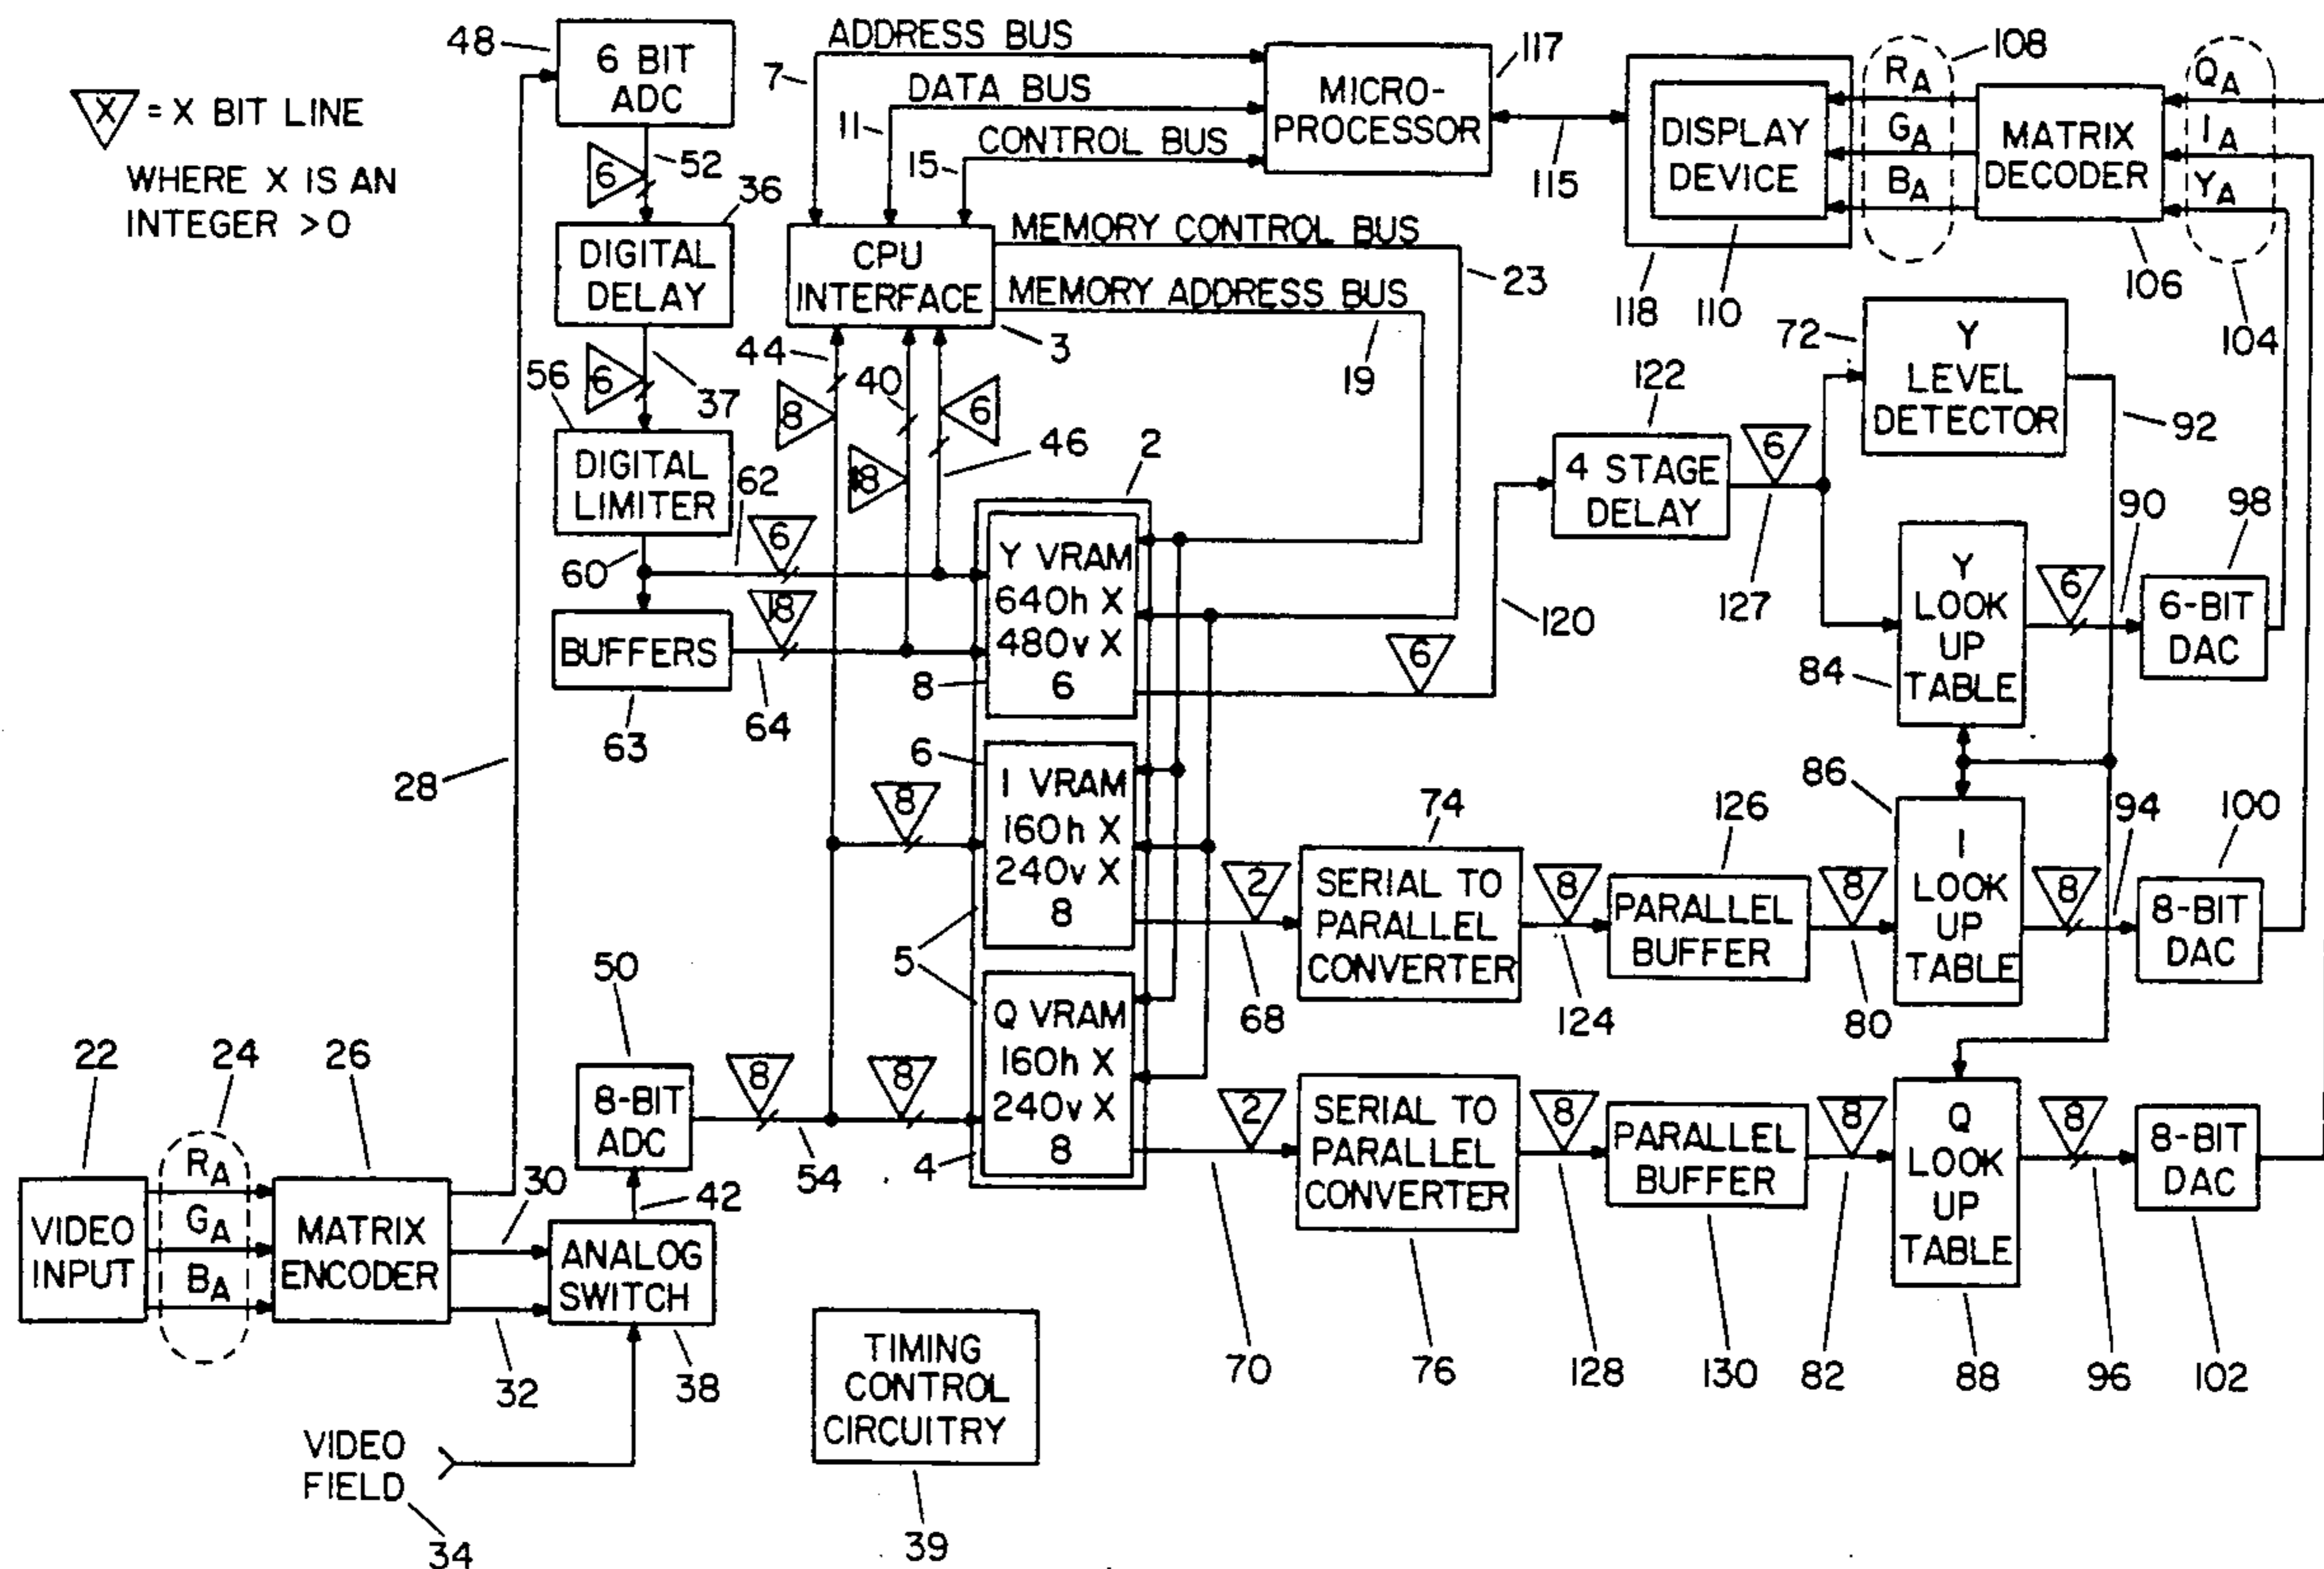 48
6 BIT
ADC
X = X BIT LINE
WHERE X IS AN
INTEGER >0
6
52
36
DIGITAL
DELAY
6
37
56
DIGITAL
LIMITER
60
62
6
BUFFERS
18
63
64
28
ADDRESS BUS
7
DATA BUS
11
CONTROL BUS
15
MICRO-
PROCESSOR
117
115
CPU
INTERFACE
3
MEMORY CONTROL BUS
23
MEMORY ADDRESS BUS
19
44
8
40
18
6
46
2
Y VRAM
640h X
480v X
6
8
6
I VRAM
160h X
240v X
8
8
5
Q VRAM
160h X
240v X
8
4
DISPLAY
DEVICE
118
110
RA
GA
BA
108
MATRIX
DECODER
106
QA
IA
YA
104
72
Y
LEVEL
DETECTOR
92
122
4 STAGE
DELAY
6
127
120
6
Y
LOOK
UP
TABLE
84
6
90
98
6-BIT
DAC
2
68
74
SERIAL TO
PARALLEL
CONVERTER
8
124
126
PARALLEL
BUFFER
8
80
86
I
LOOK
UP
TABLE
8
94
100
8-BIT
DAC
22
VIDEO
INPUT
24
RA
GA
BA
26
MATRIX
ENCODER
30
32
50
8-BIT
ADC
42
ANALOG
SWITCH
38
8
54
8
VIDEO
FIELD
34
TIMING
CONTROL
CIRCUITRY
39
2
70
SERIAL TO
PARALLEL
CONVERTER
76
8
128
PARALLEL
BUFFER
130
8
82
Q
LOOK
UP
TABLE
88
8
96
8-BIT
DAC
102